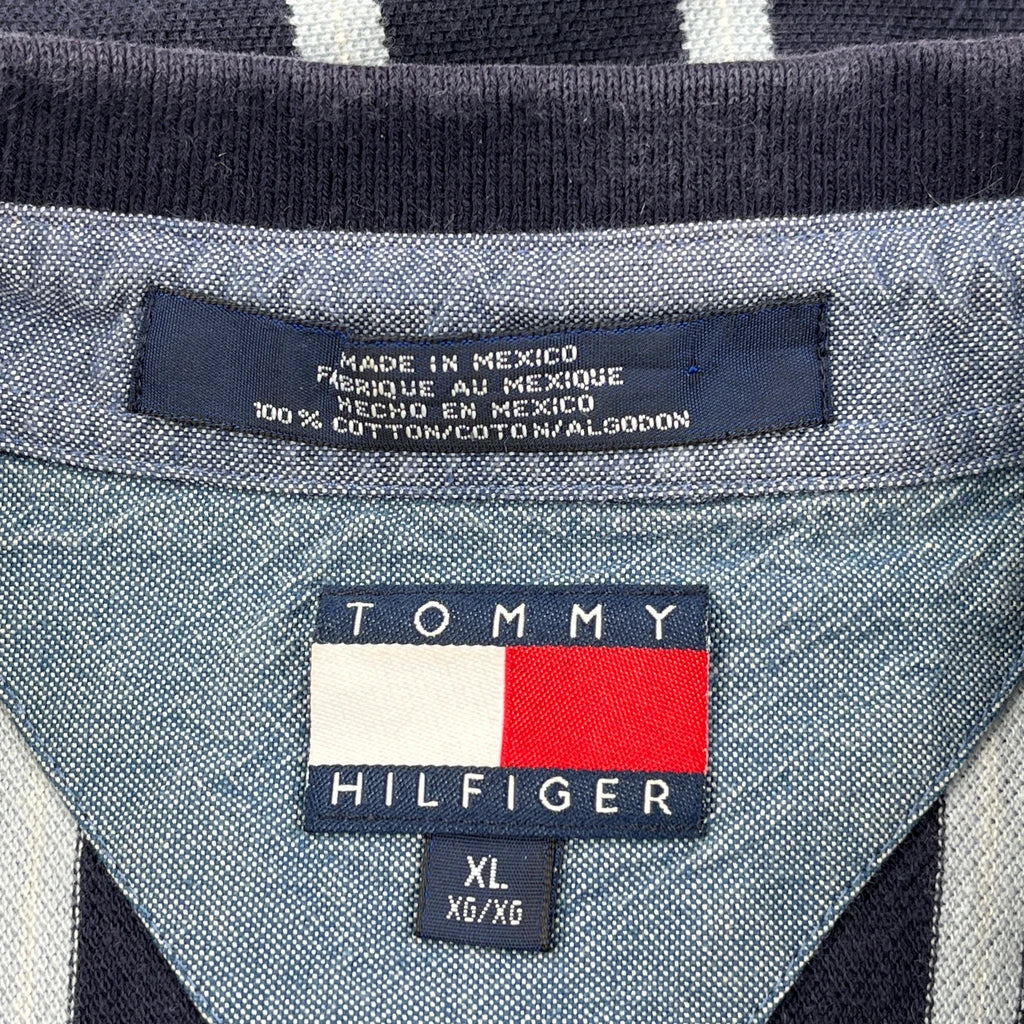 MADE IN MEXICO
FABRIQUE AU MEXIQUE
HECHO EN MEXICO
100% COTTON/COTON/ALGODON
TOMMY
HILFIGER
XL
XG/XG